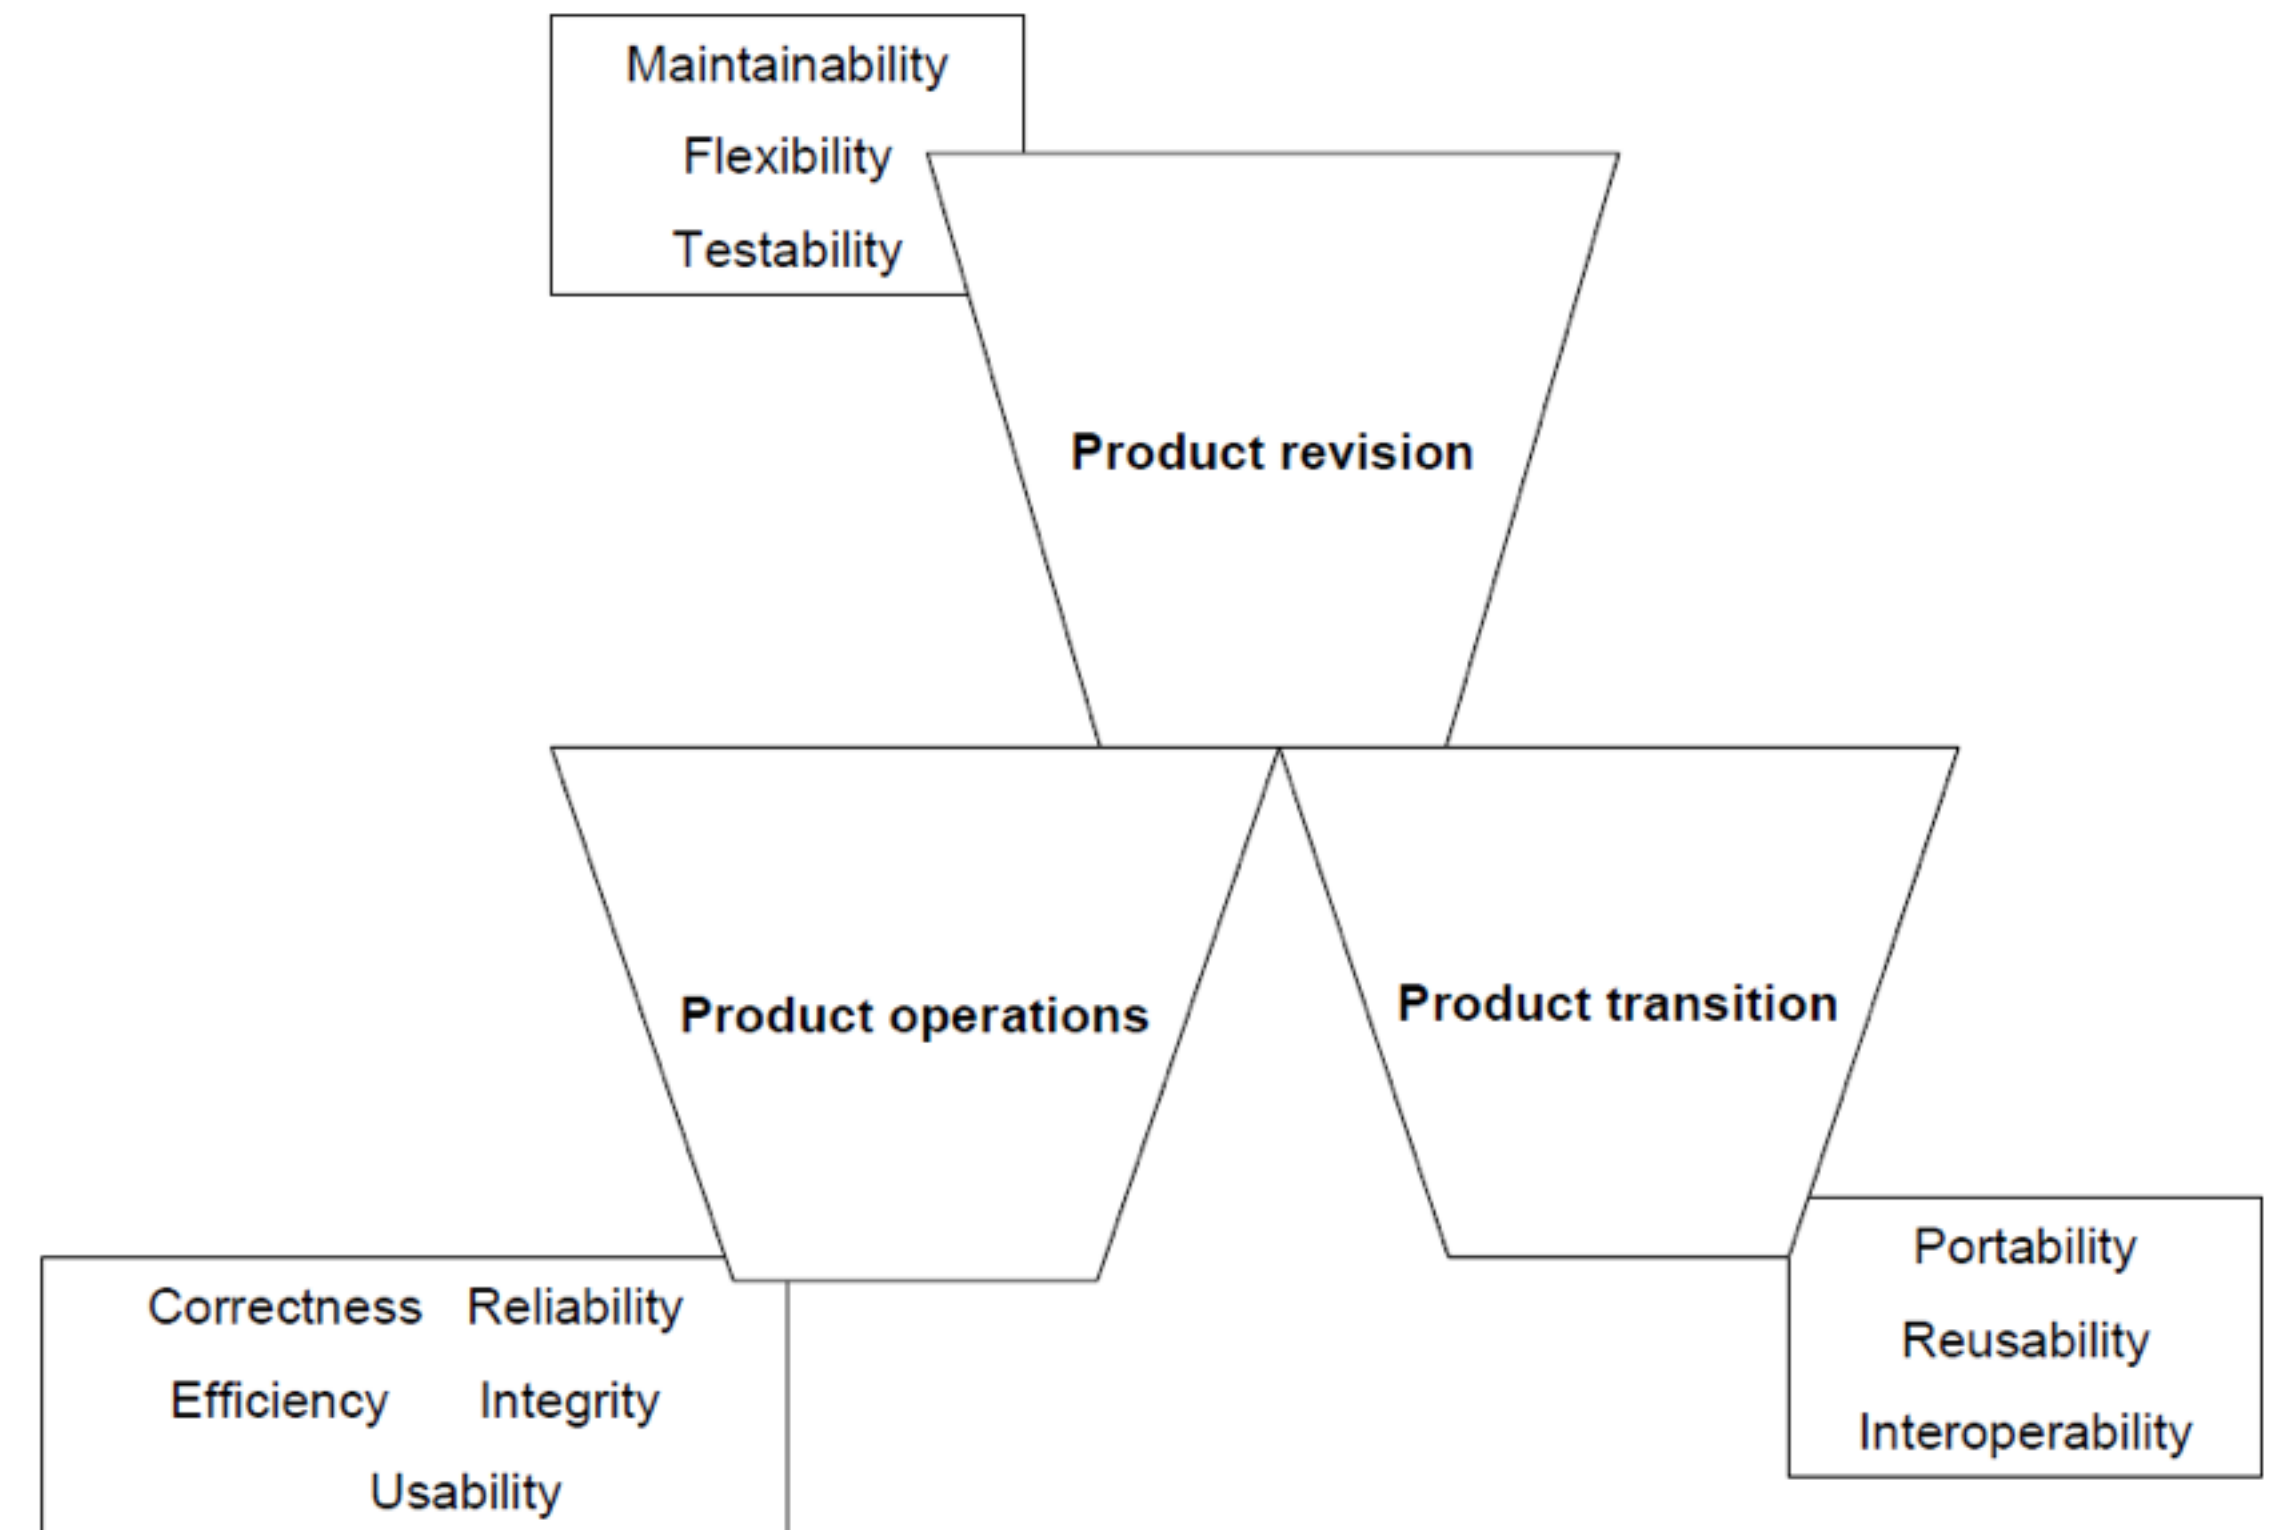 Maintainability
Flexibility
Testability
Product revision
Product operations
Product transition
Correctness Reliability
Efficiency Integrity
Usability
Portability
Reusability
Interoperability